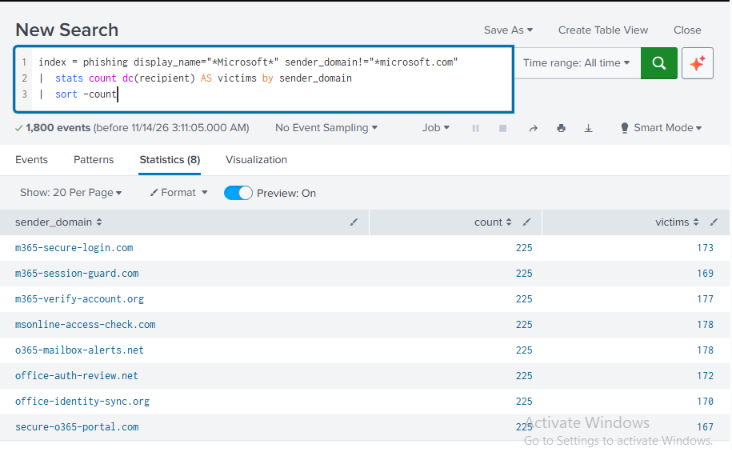 New Search
Save As ▾ Create Table View Close
1 index = phishing display_name="*Microsoft*" sender_domain!="*microsoft.com"
2 | stats count dc(recipient) AS victims by sender_domain
3 | sort -count
Time range: All time ▾
✓ 1,800 events (before 11/14/26 3:11:05.000 AM) No Event Sampling ▾ Job ▾ Smart Mode ▾
Events Patterns Statistics (8) Visualization
Show: 20 Per Page ▾ Format ▾ Preview: On
sender_domain count victims
m365-secure-login.com 225 173
m365-session-guard.com 225 169
m365-verify-account.org 225 177
msonline-access-check.com 225 178
o365-mailbox-alerts.net 225 178
office-auth-review.net 225 172
office-identity-sync.org 225 170
secure-o365-portal.com 225 167
Activate Windows
Go to Settings to activate Windows.